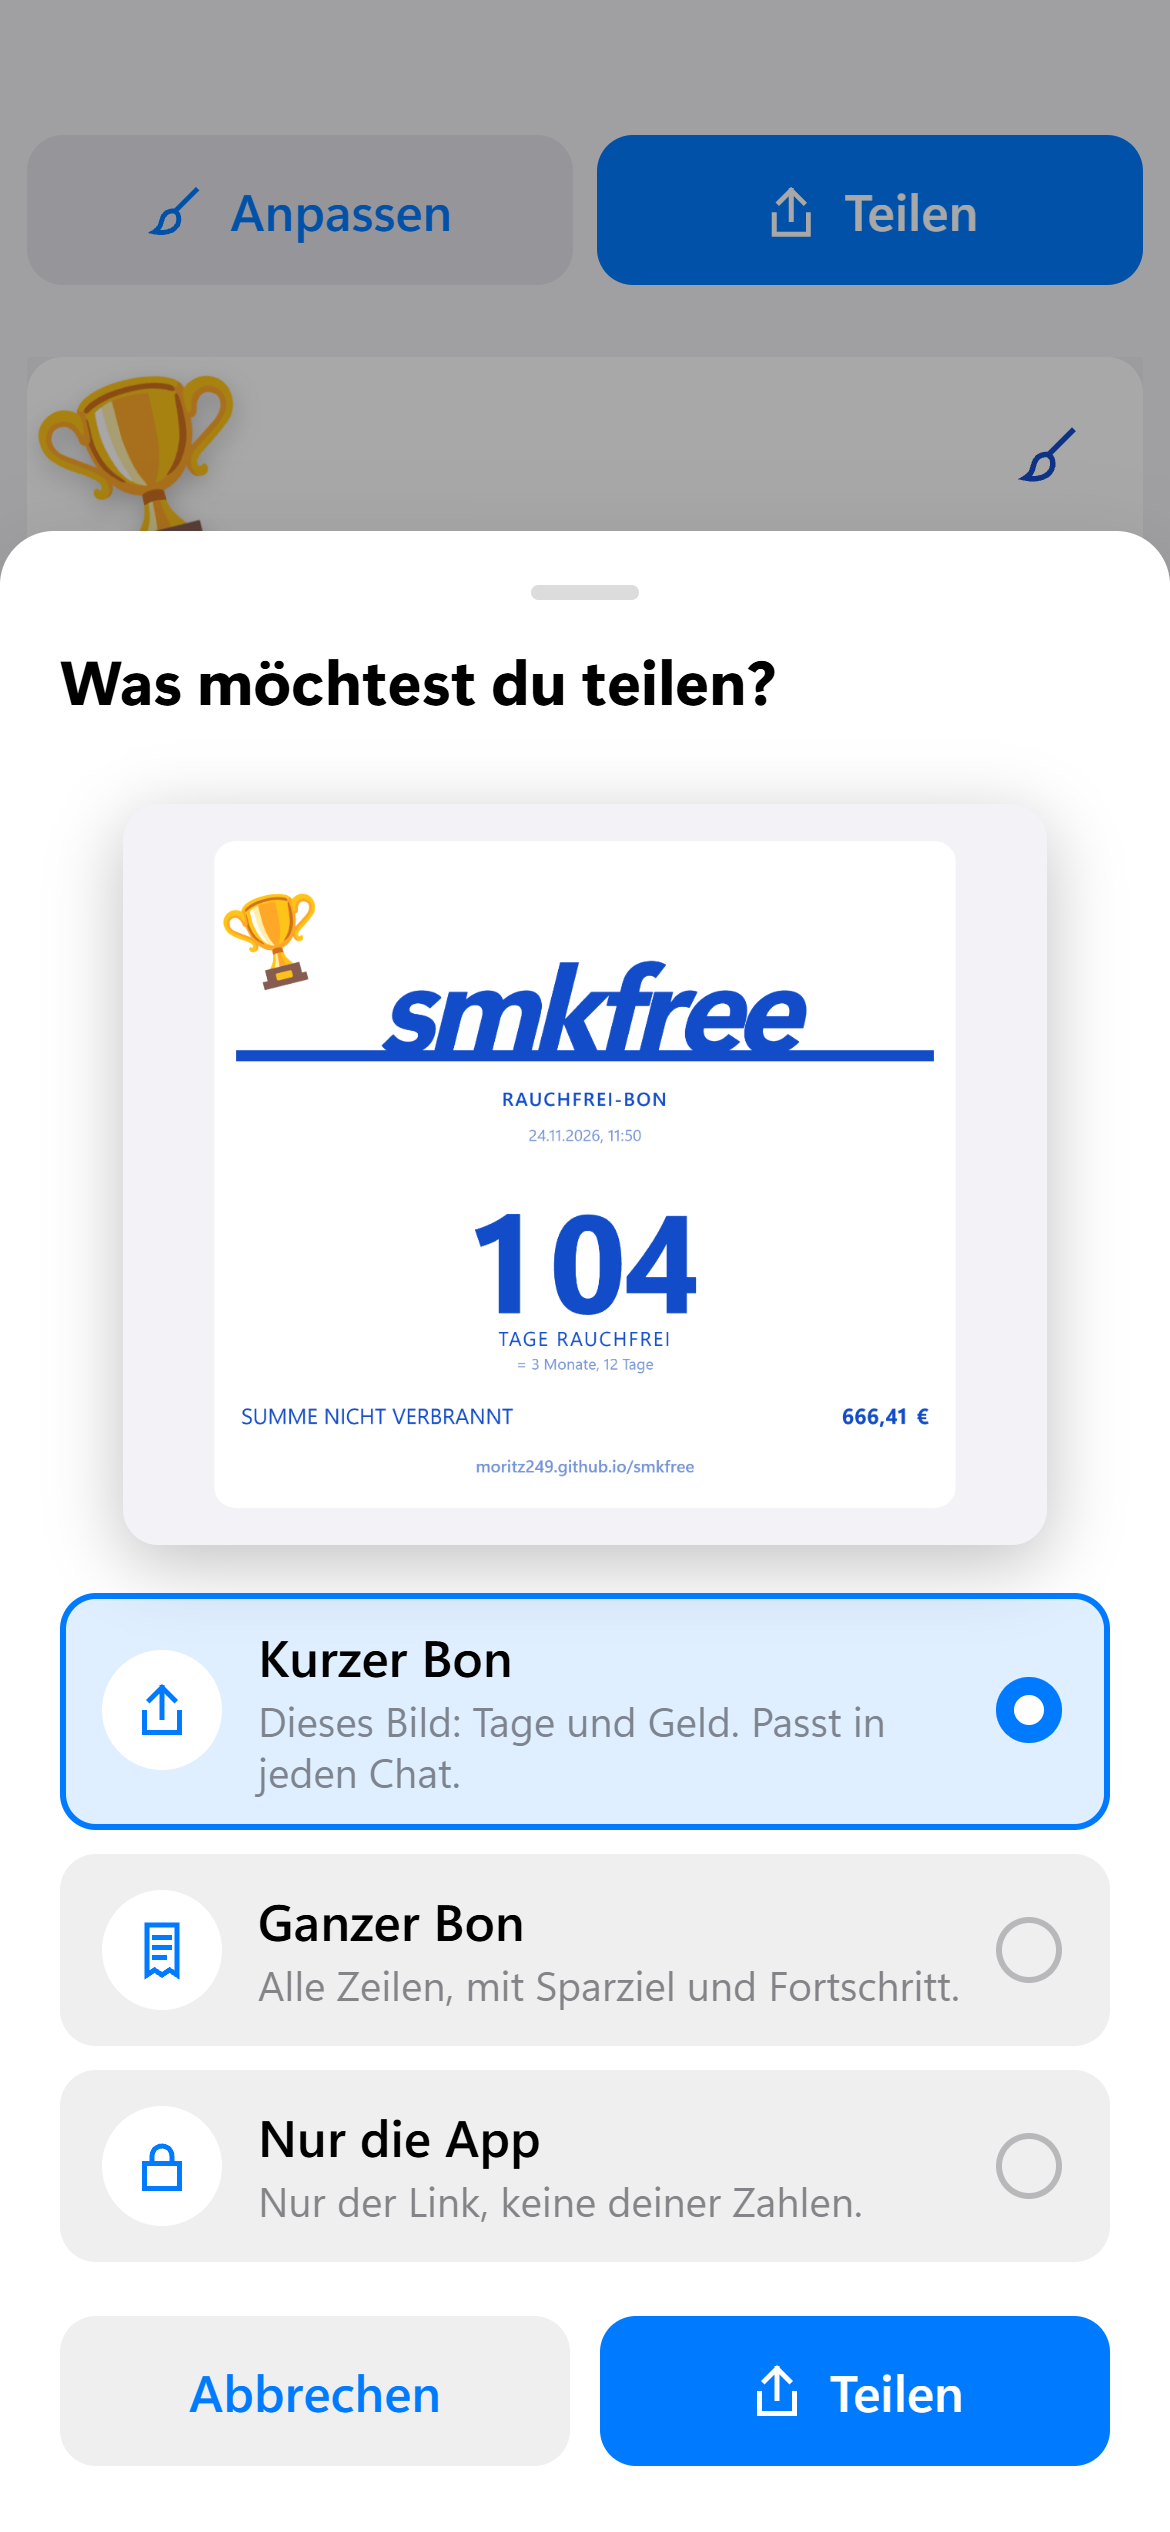 Anpassen
Teilen
Was möchtest du teilen?
smkfree
RAUCHFREI-BON
24.11.2026, 11:50
104
TAGE RAUCHFREI
= 3 Monate, 12 Tage
SUMME NICHT VERBRANNT 666,41 €
moritz249.github.io/smkfree
Kurzer Bon
Dieses Bild: Tage und Geld. Passt in
jeden Chat.
Ganzer Bon
Alle Zeilen, mit Sparziel und Fortschritt.
Nur die App
Nur der Link, keine deiner Zahlen.
Abbrechen
Teilen